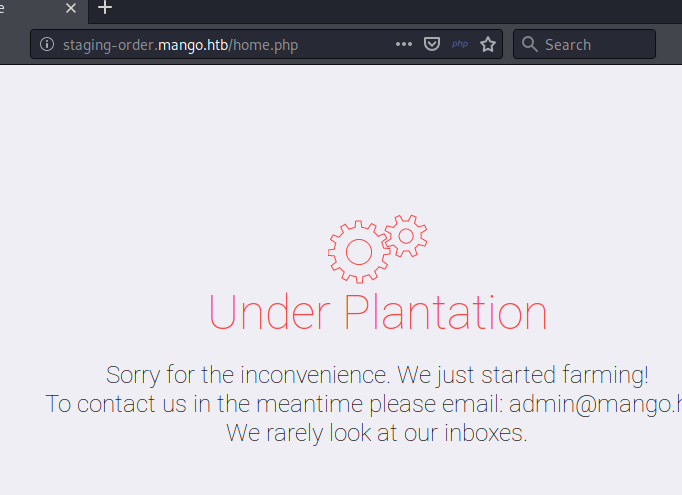 staging-order.mango.htb/home.php
php
Search
Under Plantation
Sorry for the inconvenience. We just started farming!
To contact us in the meantime please email: admin@mango.h
We rarely look at our inboxes.